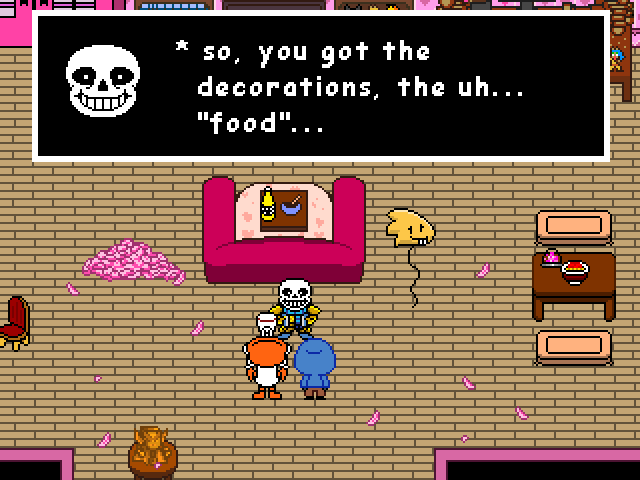 * so, you got the
decorations, the uh...
"food"...